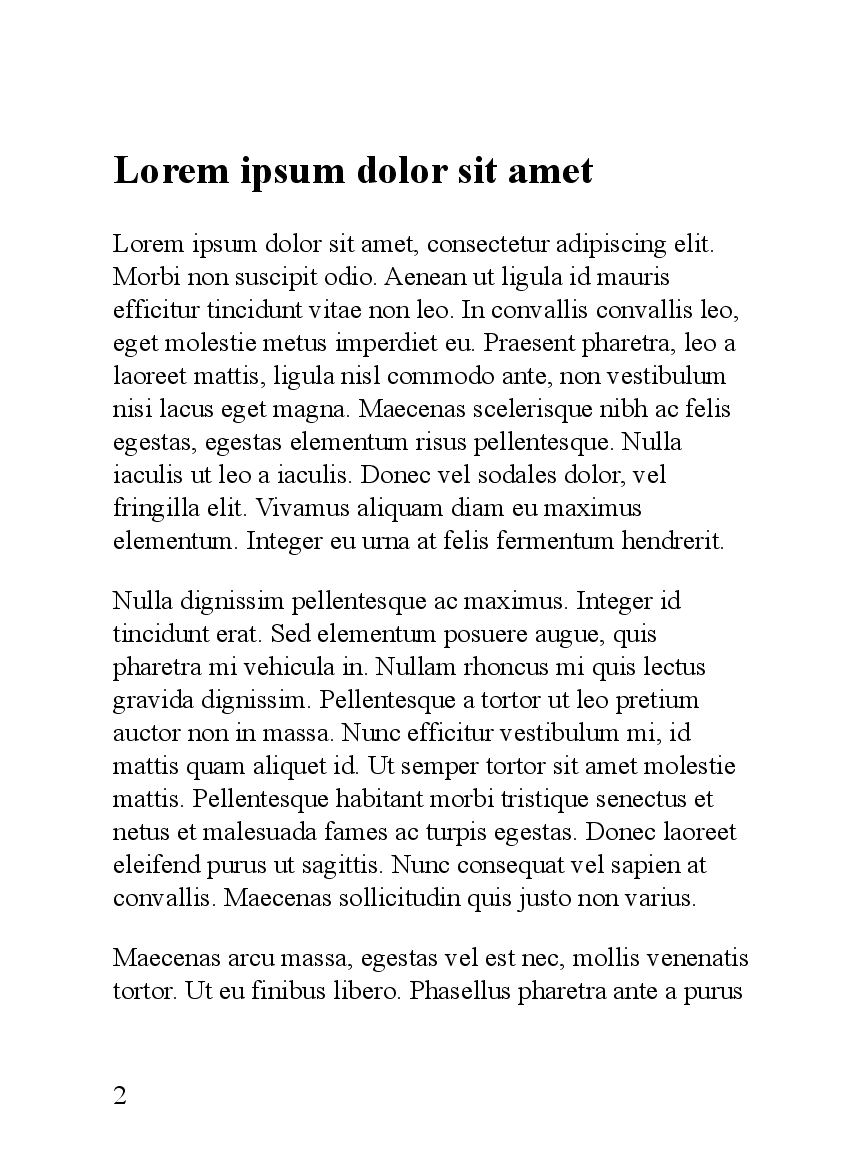 Lorem ipsum dolor sit amet
Lorem ipsum dolor sit amet, consectetur adipiscing elit.
Morbi non suscipit odio. Aenean ut ligula id mauris
efficitur tincidunt vitae non leo. In convallis convallis leo,
eget molestie metus imperdiet eu. Praesent pharetra, leo a
laoreet mattis, ligula nisl commodo ante, non vestibulum
nisi lacus eget magna. Maecenas scelerisque nibh ac felis
egestas, egestas elementum risus pellentesque. Nulla
iaculis ut leo a iaculis. Donec vel sodales dolor, vel
fringilla elit. Vivamus aliquam diam eu maximus
elementum. Integer eu urna at felis fermentum hendrerit.
Nulla dignissim pellentesque ac maximus. Integer id
tincidunt erat. Sed elementum posuere augue, quis
pharetra mi vehicula in. Nullam rhoncus mi quis lectus
gravida dignissim. Pellentesque a tortor ut leo pretium
auctor non in massa. Nunc efficitur vestibulum mi, id
mattis quam aliquet id. Ut semper tortor sit amet molestie
mattis. Pellentesque habitant morbi tristique senectus et
netus et malesuada fames ac turpis egestas. Donec laoreet
eleifend purus ut sagittis. Nunc consequat vel sapien at
convallis. Maecenas sollicitudin quis justo non varius.
Maecenas arcu massa, egestas vel est nec, mollis venenatis
tortor. Ut eu finibus libero. Phasellus pharetra ante a purus
2